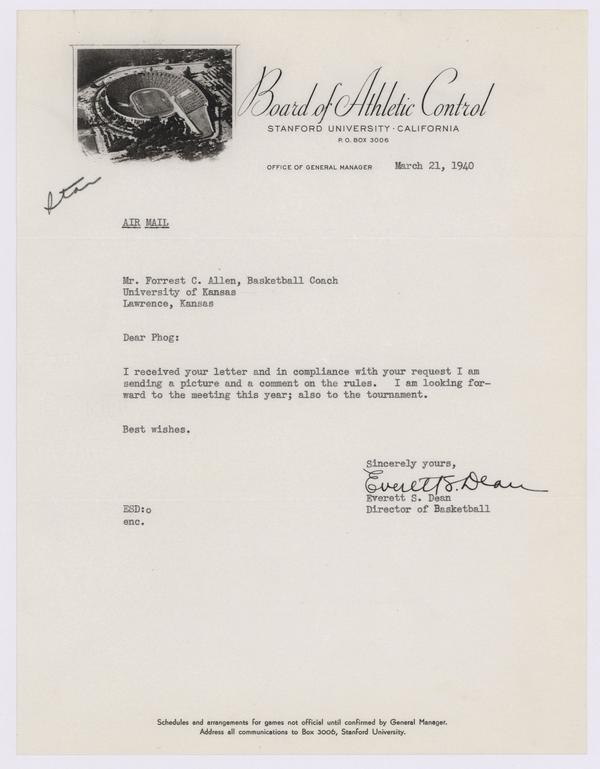 Board of Athletic Control
STANFORD UNIVERSITY · CALIFORNIA
P. O. BOX 3006
OFFICE OF GENERAL MANAGER
March 21, 1940
Stan
AIR MAIL
Mr. Forrest C. Allen, Basketball Coach
University of Kansas
Lawrence, Kansas
Dear Phog:
I received your letter and in compliance with your request I am
sending a picture and a comment on the rules. I am looking for-
ward to the meeting this year; also to the tournament.
Best wishes.
Sincerely yours,
Everett S. Dean
Everett S. Dean
Director of Basketball
ESD:o
enc.
Schedules and arrangements for games not official until confirmed by General Manager.
Address all communications to Box 3006, Stanford University.